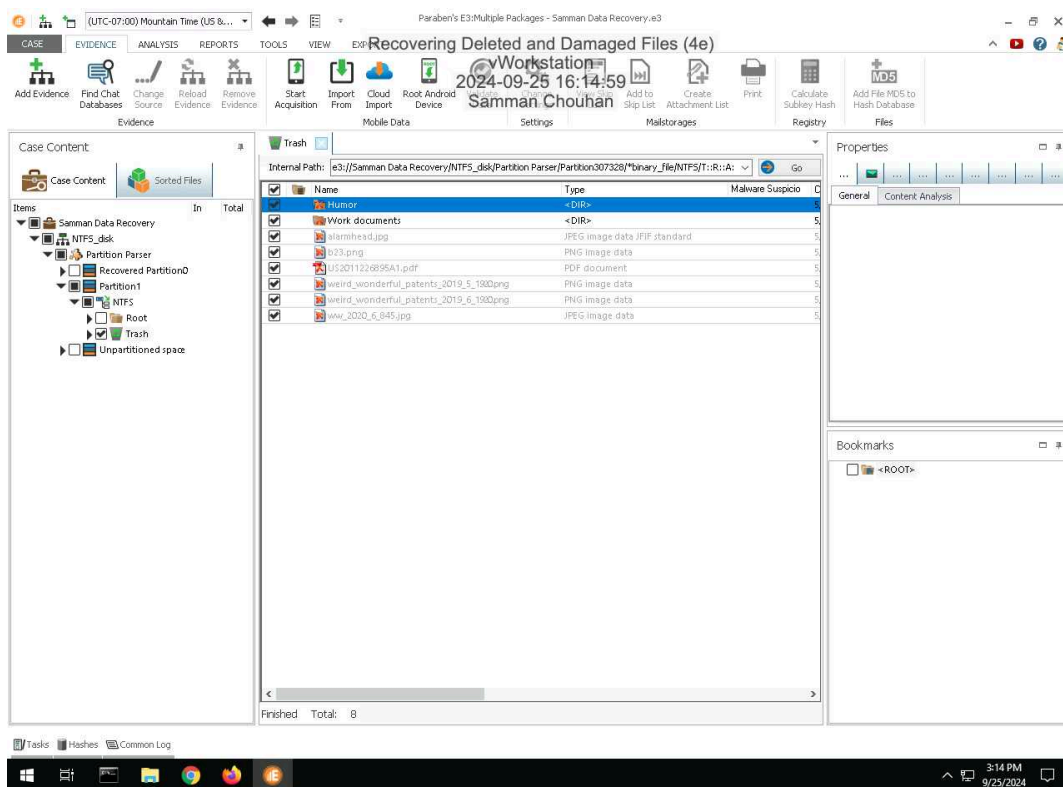 (UTC-07:00) Mountain Time (US &...
Paraben's E3:Multiple Packages - Samman Data Recovery.e3
CASE EVIDENCE ANALYSIS REPORTS TOOLS VIEW
Recovering Deleted and Damaged Files (4e)
vWorkstation
2024-09-25 16:14:59
Samman Chouhan
Add Evidence
Find Chat Databases
Change Source
Reload Evidence
Remove Evidence
Start Acquisition
Import From
Cloud Import
Root Android Device
Add to Skip List
Create Attachment List
Print
Calculate Subkey Hash
MD5
Add File MD5 to Hash Database
Evidence Mobile Data Settings Mailstorages Registry Files
Case Content
Case Content Sorted Files
Items In Total
Samman Data Recovery
NTFS_disk
Partition Parser
Recovered Partition0
Partition1
NTFS
Root
Trash
Unpartitioned space
Trash
Internal Path: e3://Samman Data Recovery/NTFS_disk/Partition Parser/Partition307328/*binary_file/NTFS/T::R::A: Go
Name Type Malware Suspicio
Humor <DIR>
Work documents <DIR>
alarmhead.jpg JPEG image data JFIF standard
b23.png PNG image data
US2011226895A1.pdf PDF document
weird_wonderful_patents_2019_5_1920.png PNG image data
weird_wonderful_patents_2019_6_1920.png PNG image data
ww_2020_6_845.jpg JPEG image data
Finished Total: 8
Properties
... ... ... ... ... ... ...
General Content Analysis
Bookmarks
<ROOT>
Tasks Hashes Common Log
3:14 PM
9/25/2024